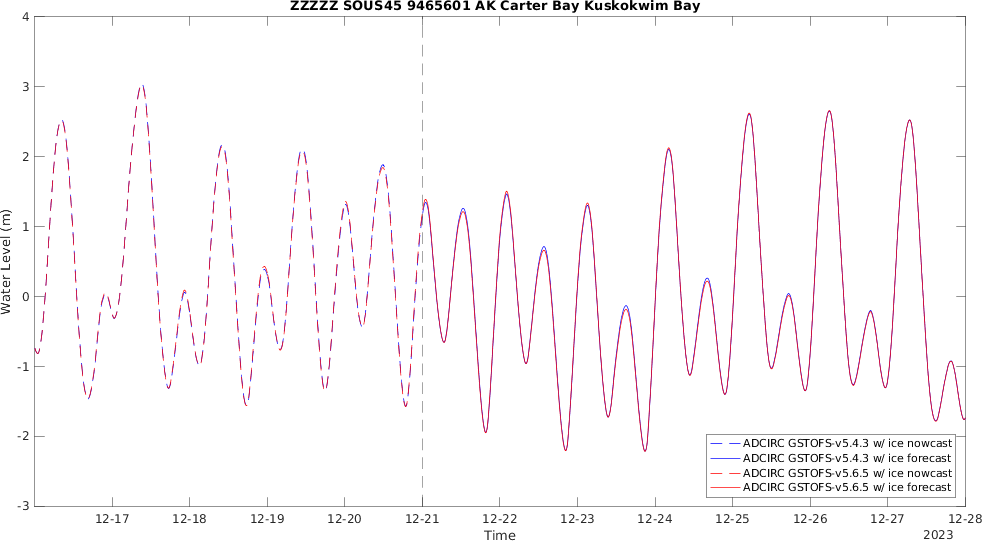 ZZZZZ SOUS45 9465601 AK Carter Bay Kuskokwim Bay
4
3
2
1
0
-1
-2
-3
Water Level (m)
ADCIRC GSTOFS-v5.4.3 w/ ice nowcast
ADCIRC GSTOFS-v5.4.3 w/ ice forecast
ADCIRC GSTOFS-v5.6.5 w/ ice nowcast
ADCIRC GSTOFS-v5.6.5 w/ ice forecast
12-17 12-18 12-19 12-20 12-21 12-22 12-23 12-24 12-25 12-26 12-27 12-28
Time
2023